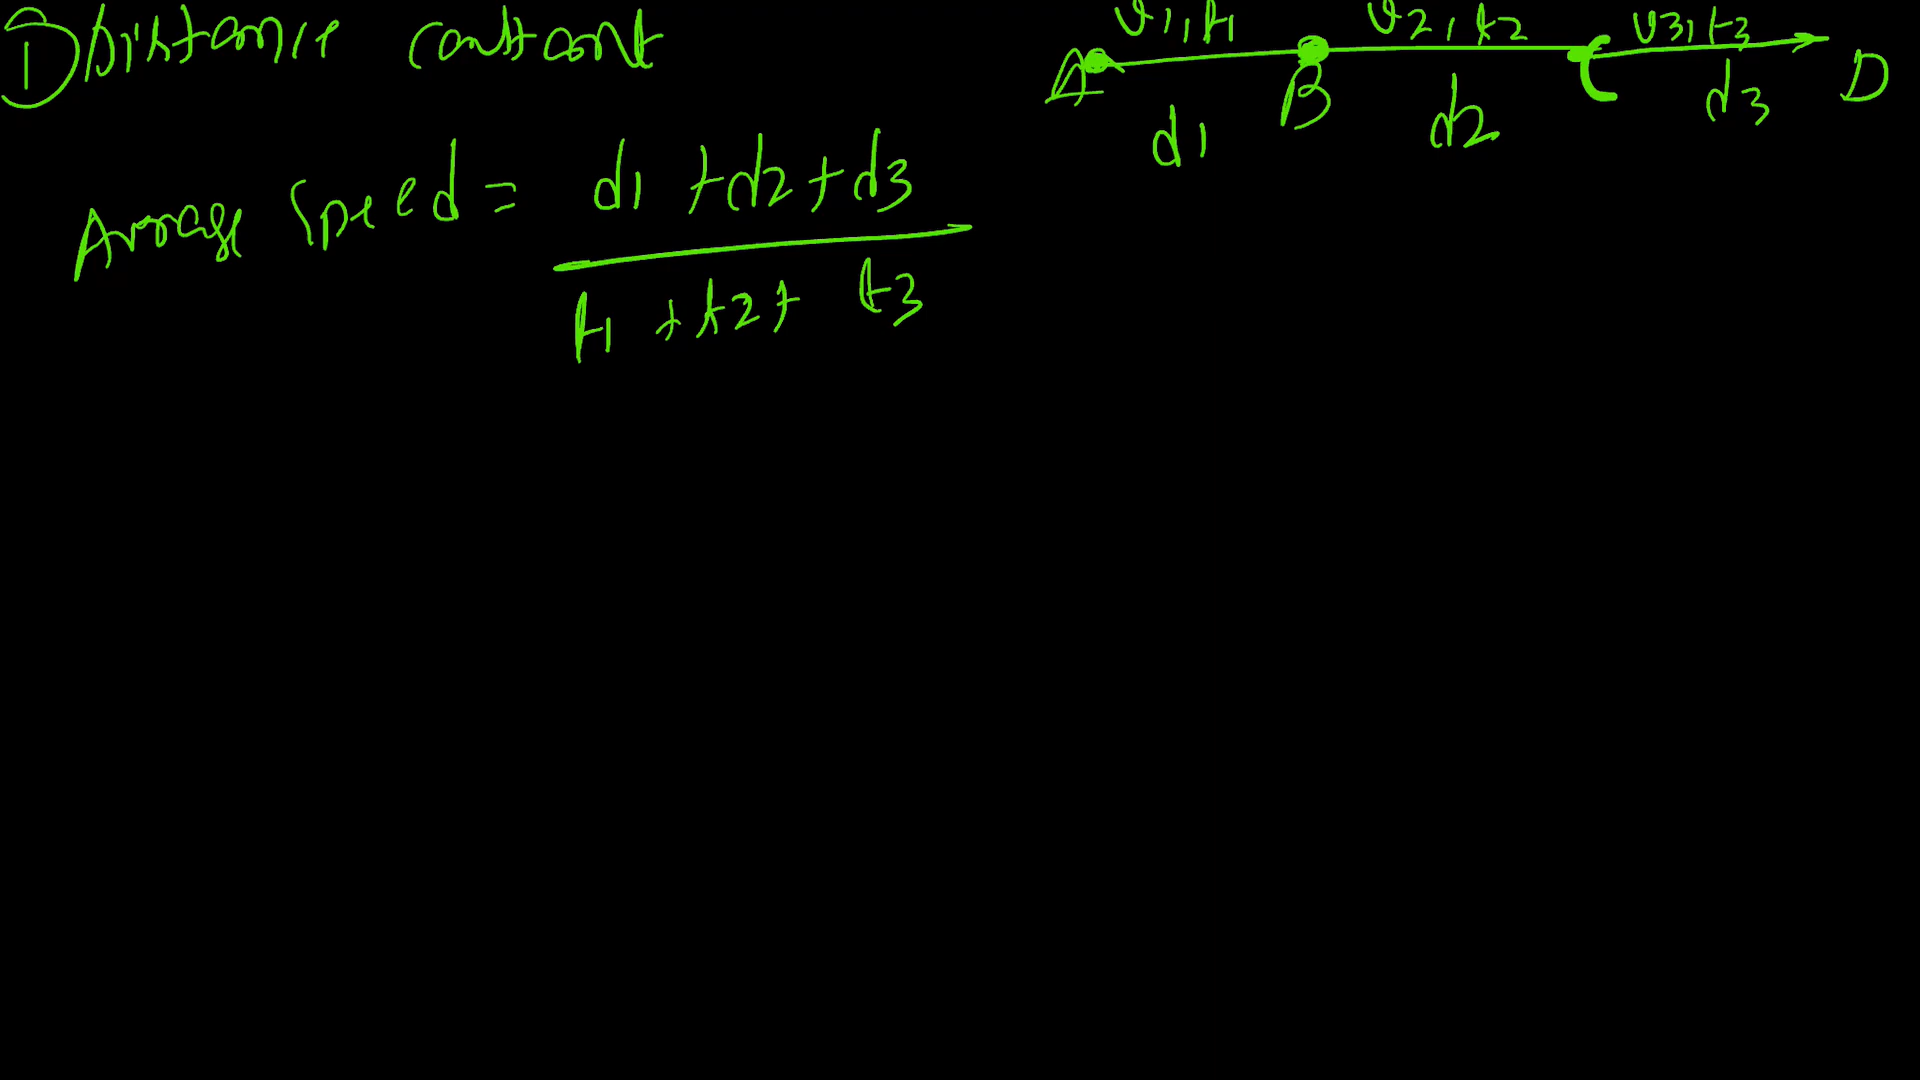 ① Distance constant
v1, t1 v2, t2 v3, t3
A B C D
d1 d2 d3
Average speed = d1 + d2 + d3
t1 + t2 + t3